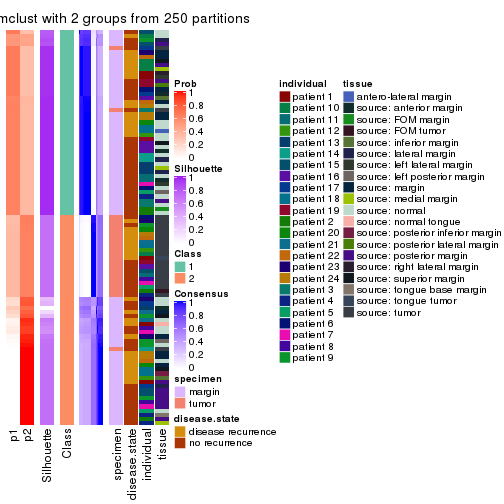 mclust with 2 groups from 250 partitions
Prob
1
0.8
0.6
0.4
0.2
0
Silhouette
1
0.8
0.6
0.4
0.2
0
Class
1
2
Consensus
1
0.8
0.6
0.4
0.2
0
specimen
margin
tumor
disease.state
disease recurrence
no recurrence
individual
patient 1
patient 10
patient 11
patient 12
patient 13
patient 14
patient 15
patient 16
patient 17
patient 18
patient 19
patient 2
patient 20
patient 21
patient 22
patient 23
patient 24
patient 3
patient 4
patient 5
patient 6
patient 7
patient 8
patient 9
tissue
antero-lateral margin
source: anterior margin
source: FOM margin
source: FOM tumor
source: inferior margin
source: lateral margin
source: left lateral margin
source: left posterior margin
source: margin
source: medial margin
source: normal
source: normal tongue
source: posterior inferior margin
source: posterior lateral margin
source: posterior margin
source: right lateral margin
source: superior margin
source: tongue base margin
source: tongue tumor
source: tumor
p1
p2
Silhouette
Class
specimen
disease.state
individual
tissue